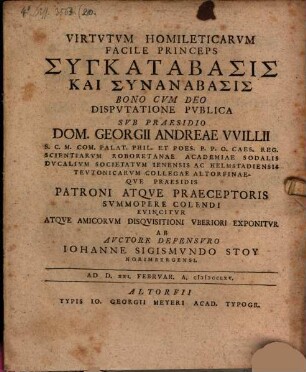 VIRTVTVM HOMILETICARVM
FACILE PRINCEPS
ΣΥΓΚΑΤΑΒΑΣΙΣ
ΚΑΙ ΣΥΝΑΝΑΒΑΣΙΣ
BONO CVM DEO
DISPVTATIONE PVBLICA
SVB PRAESIDIO
DOM. GEORGII ANDREAE VVILLII
S. C. M. COM. PALAT. PHIL. ET POES. P. P. O. CAES. REG.
SCIENTIARVM ROBORETANAE ACADEMIAE SODALIS
DVCALIVM SOCIETATVM IENENSIS AC HELMSTADIENSIS
TEVTONICARVM COLLEGAE ALTORFINAE-
QVE PRAESIDIS
PATRONI ATQVE PRAECEPTORIS
SVMMOPERE COLENDI
EVINCITVR
ATQVE AMICORVM DISQVISITIONI VBERIORI EXPONITVR
AB
AVCTORE DEFENSVRO
IOHANNE SIGISMVNDO STOY
NORIMBERGENSI.
AD D. FEBRVAR. A.
ALTORFII
TYPIS IO. GEORGII MEYERI ACAD. TYPOGR.